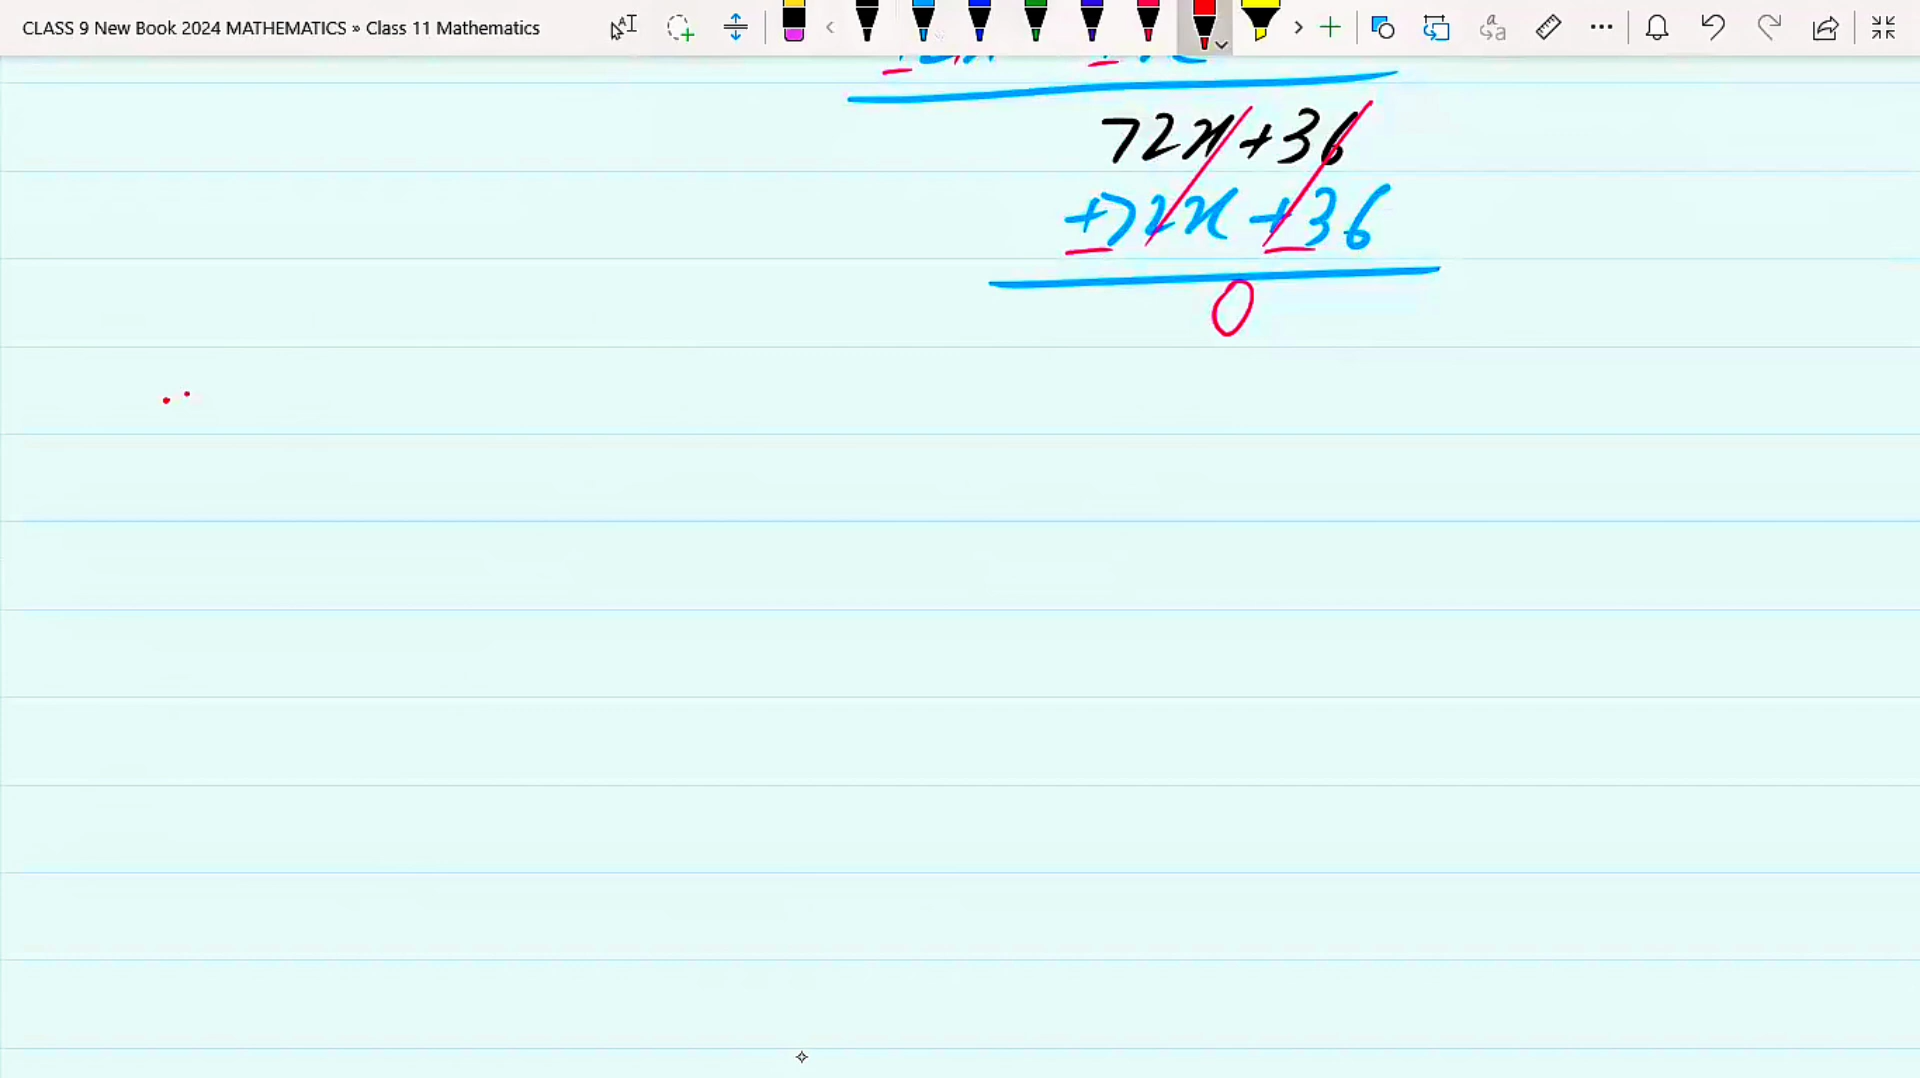 CLASS 9 New Book 2024 MATHEMATICS » Class 11 Mathematics
72x+36
+72x+36
0